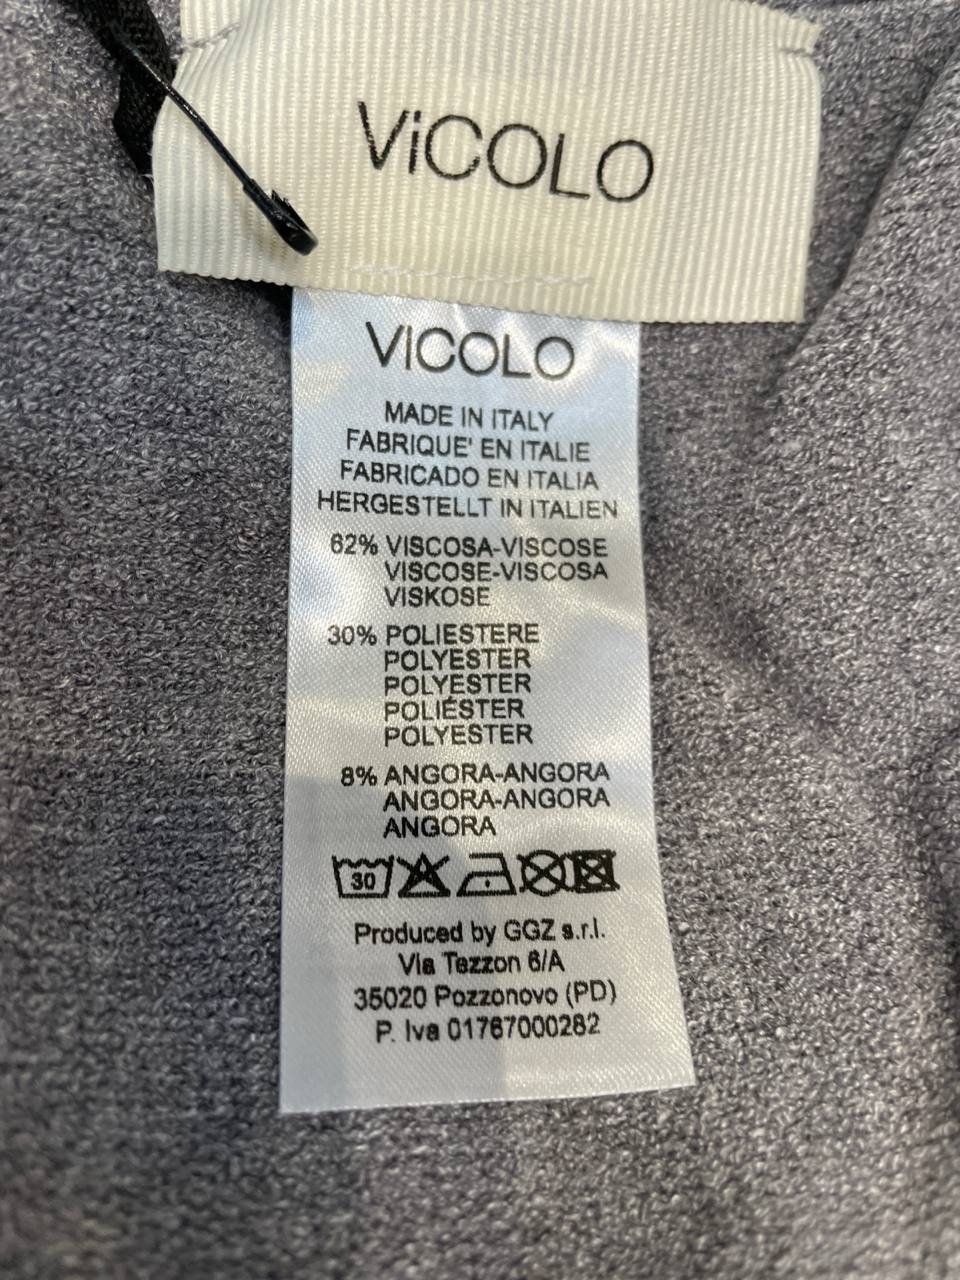 ViCOLO
VICOLO
MADE IN ITALY
FABRIQUE' EN ITALIE
FABRICADO EN ITALIA
HERGESTELLT IN ITALIEN
62% VISCOSA-VISCOSE
VISCOSE-VISCOSA
VISKOSE
30% POLIESTERE
POLYESTER
POLYESTER
POLIÉSTER
POLYESTER
8% ANGORA-ANGORA
ANGORA-ANGORA
ANGORA
30
Produced by GGZ s.r.l.
Via Tezzon 6/A
35020 Pozzonovo (PD)
P. Iva 01767000282